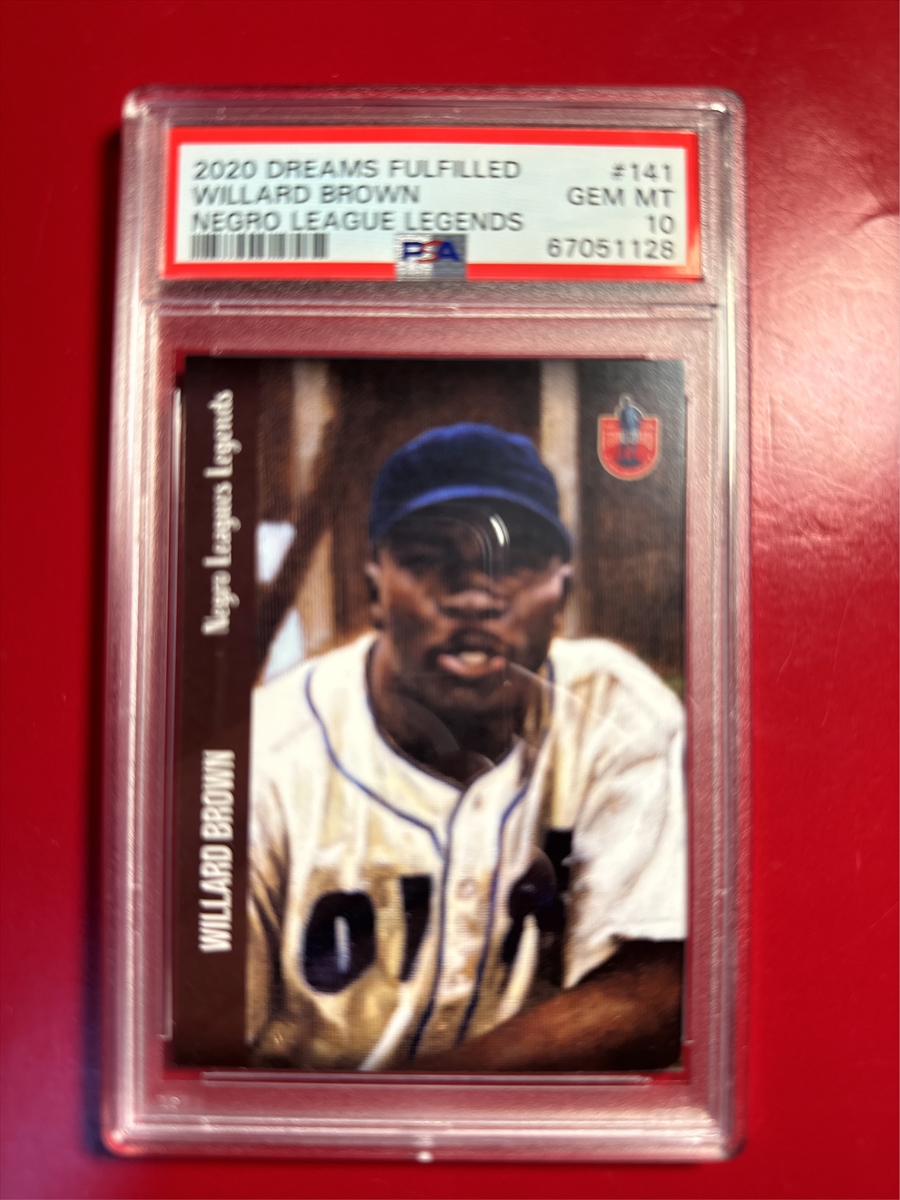 2020 DREAMS FULFILLED #141
WILLARD BROWN GEM MT
NEGRO LEAGUE LEGENDS 10
PSA 67051128
Negro Leagues Legends
WILLARD BROWN